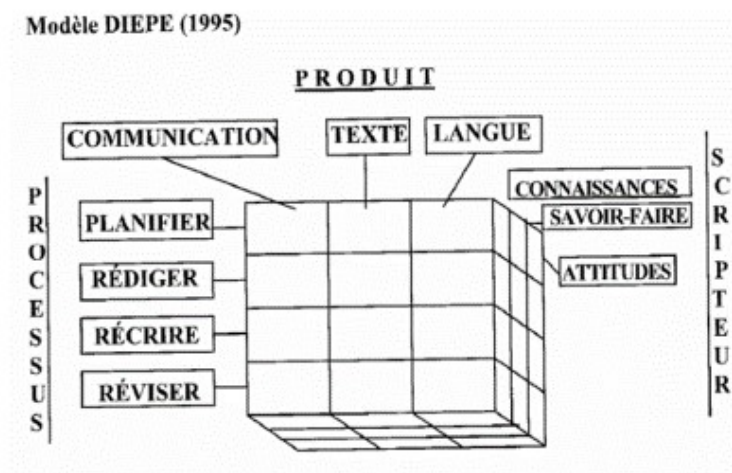 Modèle DIEPE (1995)
PRODUIT
COMMUNICATION
TEXTE
LANGUE
PROCESSUS
PLANIFIER
RÉDIGER
RÉCRIRE
RÉVISER
CONNAISSANCES
SAVOIR-FAIRE
ATTITUDES
SCRIPTEUR